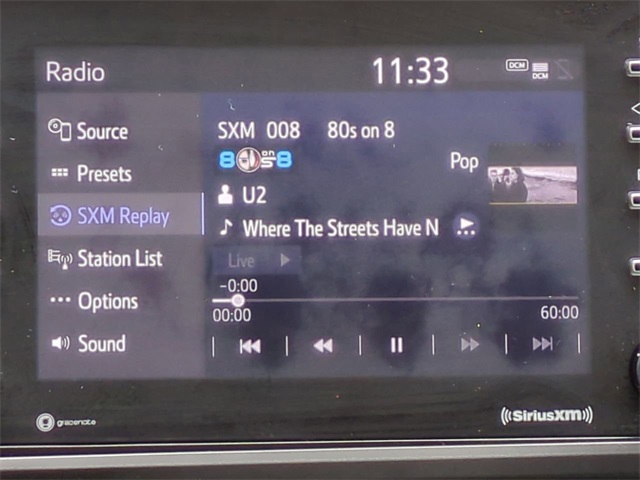 Radio
11:33
DCM
DCM
Source
SXM 008 80s on 8
Presets
8 on 8
Pop
U2
SXM Replay
Where The Streets Have N
Station List
Live
-0:00
Options
00:00
60:00
Sound
gracenote
((SiriusXM))